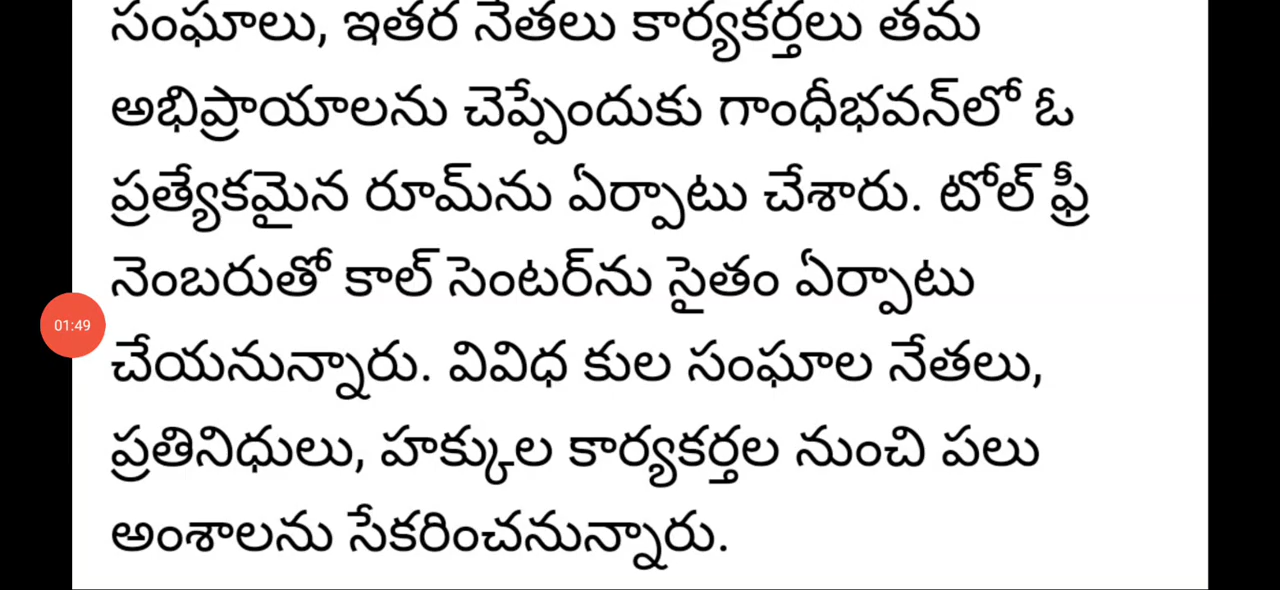 సంఘాలు, ఇతర నేతలు కార్యకర్తలు తమ
అభిప్రాయాలను చెప్పేందుకు గాంధీభవన్‌లో ఓ
ప్రత్యేకమైన రూమ్‌ను ఏర్పాటు చేశారు. టోల్ ఫ్రీ
నెంబరుతో కాల్ సెంటర్‌ను సైతం ఏర్పాటు
01:49
చేయనున్నారు. వివిధ కుల సంఘాల నేతలు,
ప్రతినిధులు, హక్కుల కార్యకర్తల నుంచి పలు
అంశాలను సేకరించనున్నారు.